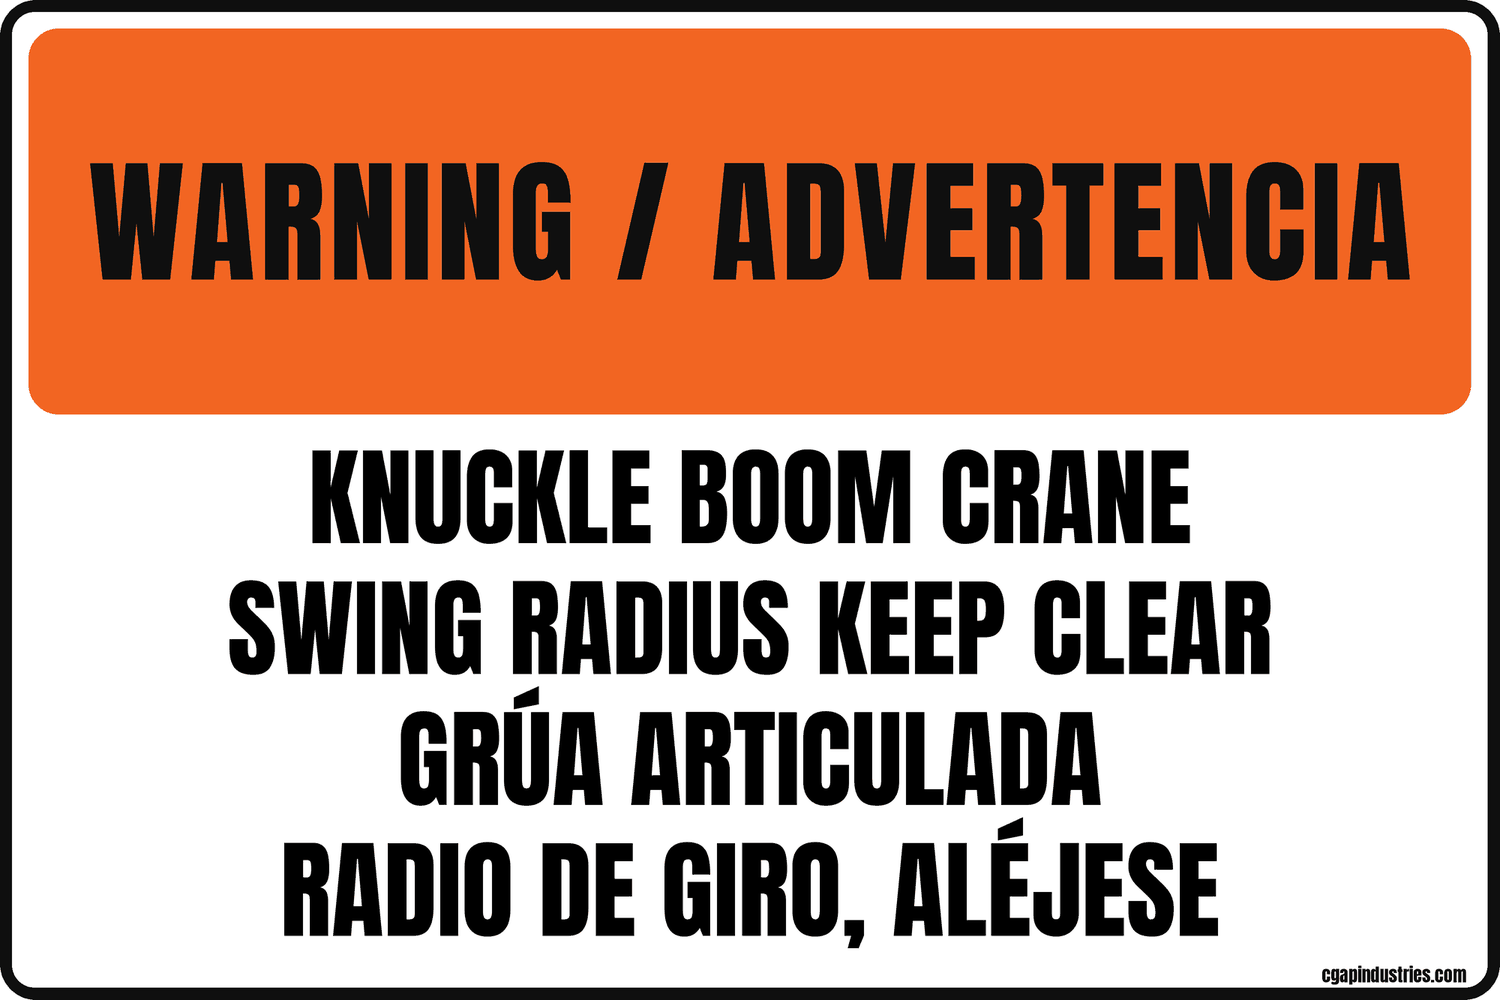 WARNING / ADVERTENCIA
KNUCKLE BOOM CRANE
SWING RADIUS KEEP CLEAR
GRÚA ARTICULADA
RADIO DE GIRO, ALÉJESE
cgapindustries.com